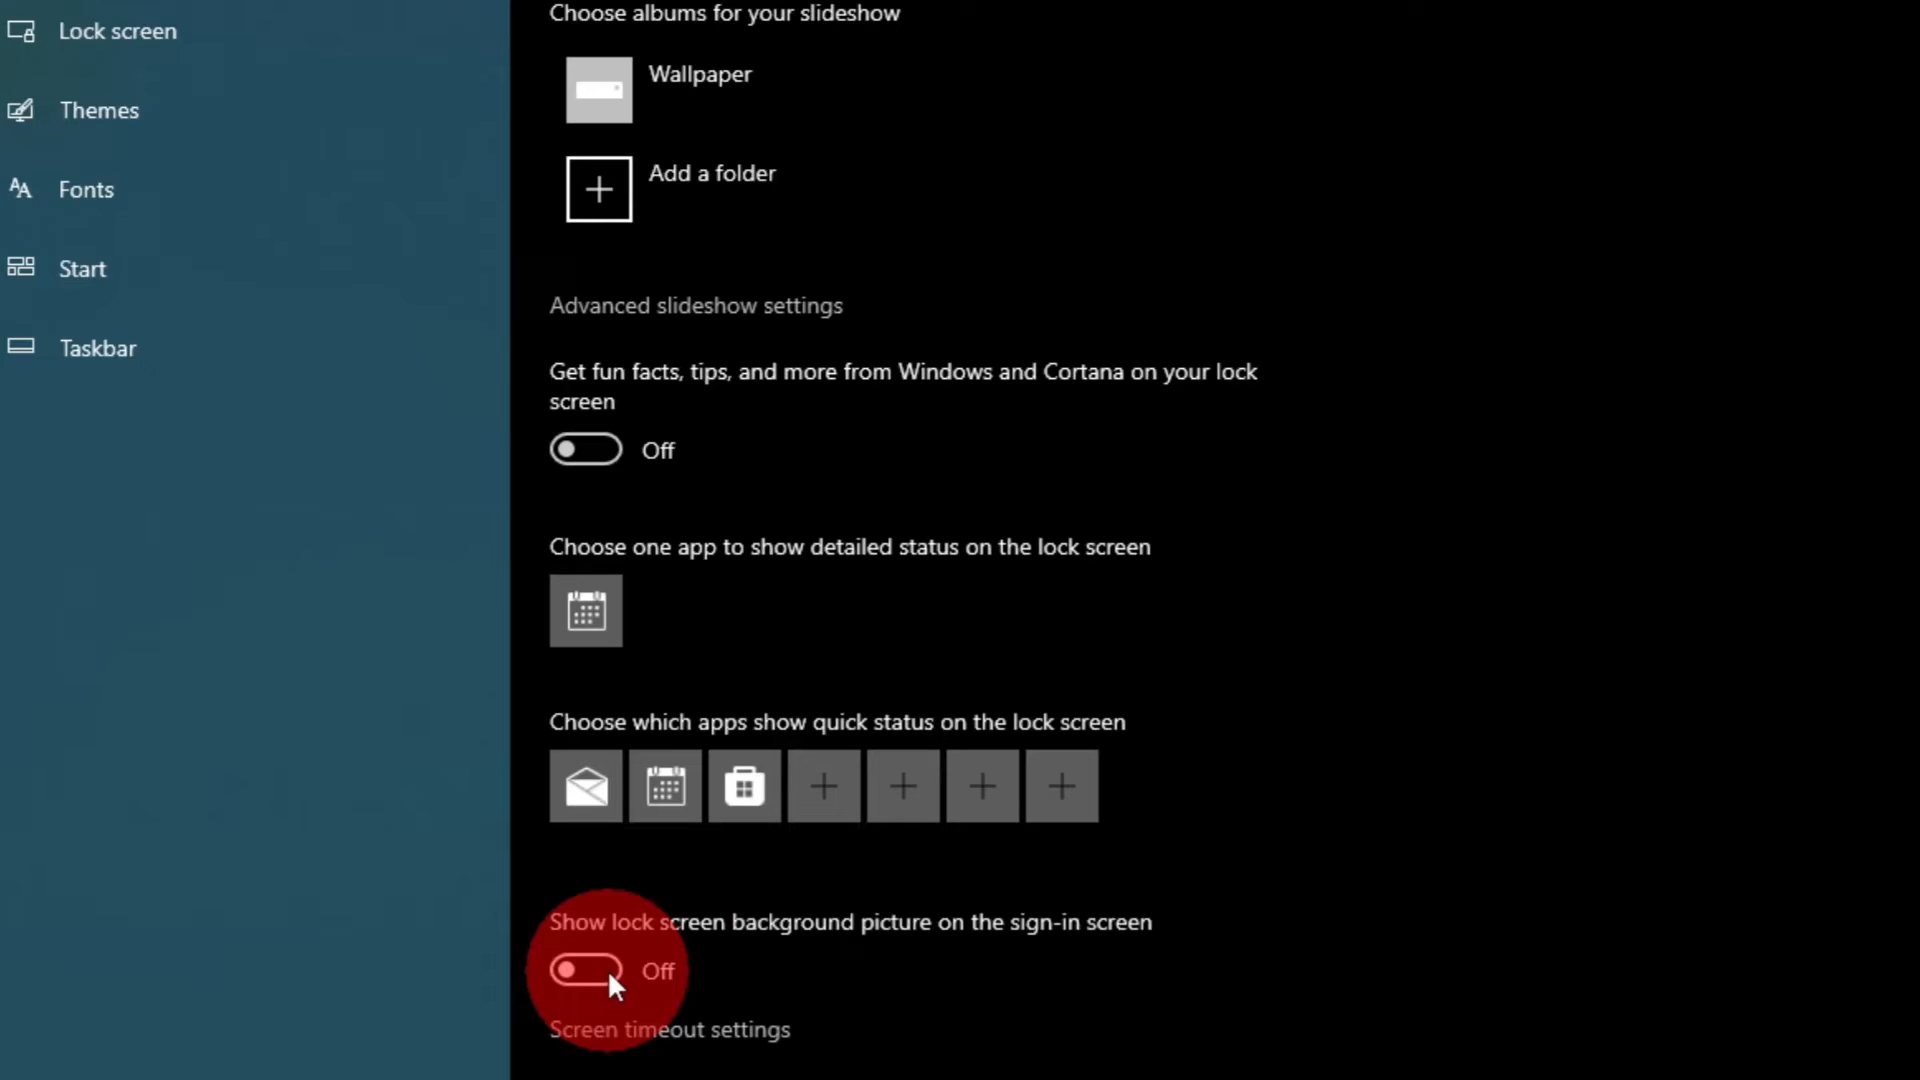 Lock screen
Themes
Fonts
Start
Taskbar
Choose albums for your slideshow
Wallpaper
Add a folder
Advanced slideshow settings
Get fun facts, tips, and more from Windows and Cortana on your lock
screen
Off
Choose one app to show detailed status on the lock screen
Choose which apps show quick status on the lock screen
Show lock screen background picture on the sign-in screen
Off
Screen timeout settings